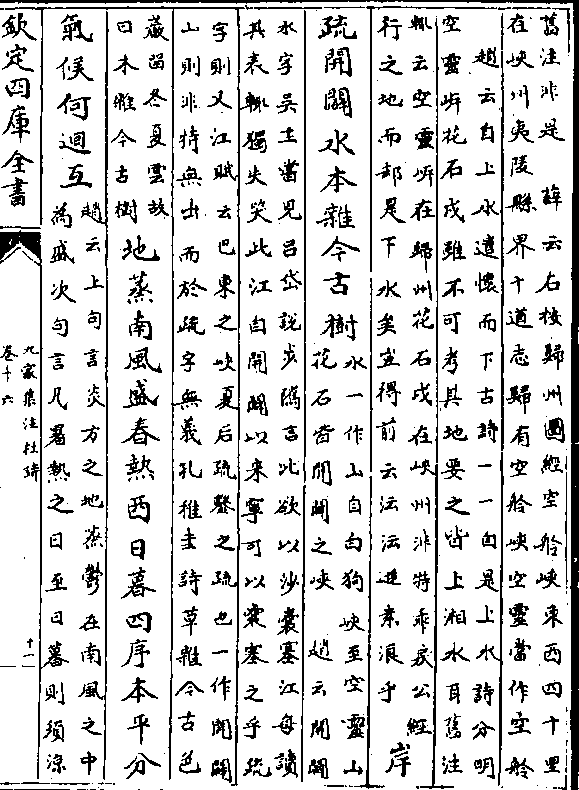 舊注非是　薛云右按歸州圖經空舲峽東西四十里
在峽州夷陵縣界十道志歸有空舲峽空靈當作空舲
趙云自上水遣懷而下古詩一一自是上水詩分明
空靈岸花石戍雖不可考其地要之皆上湘水耳舊注
輒云空靈岸在歸州花石戍在峽州非特乖戾公經
行之地而却是下水矣豈得前云沄沄逆素浪乎
岸
疏開闢水本雜今古樹
水一作山自白狗峽至空靈山
花石皆開闢之峽　趙云開闢
水字吳主當見呂岱說步隲言北欲以沙囊塞江每讀
其表輒獨失笑此江自開闢以來寧可以囊塞之乎疏
字則又江賦云巴東之峽夏后疏鑿之疏也一作開闢
山則非特無出而於疏字無義孔稚圭詩草雜今古色
巖留冬夏雲故
曰木雜今古樹
地蒸南風盛春熱西日暮四序本平分
氣候何迴互
趙云上句言炎方之地蒸鬱在南風之中
為盛次句言凡暑熱之日至日暮則須涼
欽定四庫全書
九家集注杜詩
卷十六
十一